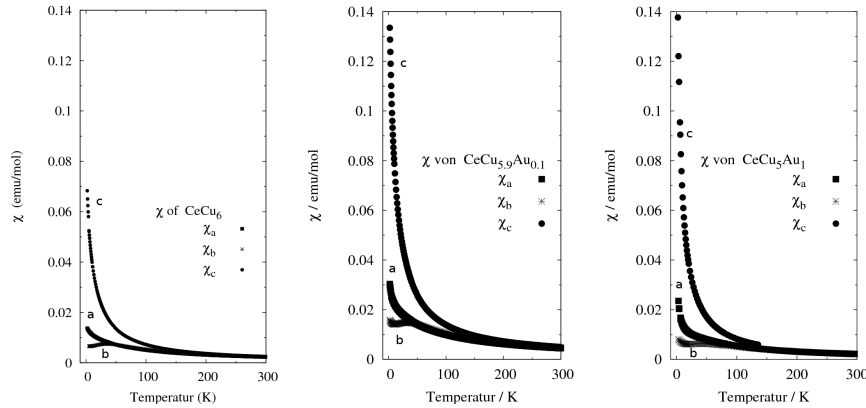 χ (emu/mol)
0.14
0.12
0.1
0.08
0.06
0.04
0.02
0
c
χ of CeCu6
χa
χb
χc
a
b
0 100 200 300
Temperatur (K)
χ / emu/mol
0.14
0.12
0.1
0.08
0.06
0.04
0.02
0
c
χ von CeCu5.9Au0.1
χa
χb
χc
a
b
0 100 200 300
Temperatur / K
χ / emu/mol
0.14
0.12
0.1
0.08
0.06
0.04
0.02
0
c
χ von CeCu5Au1
χa
χb
χc
a
b
0 100 200 300
Temperatur / K